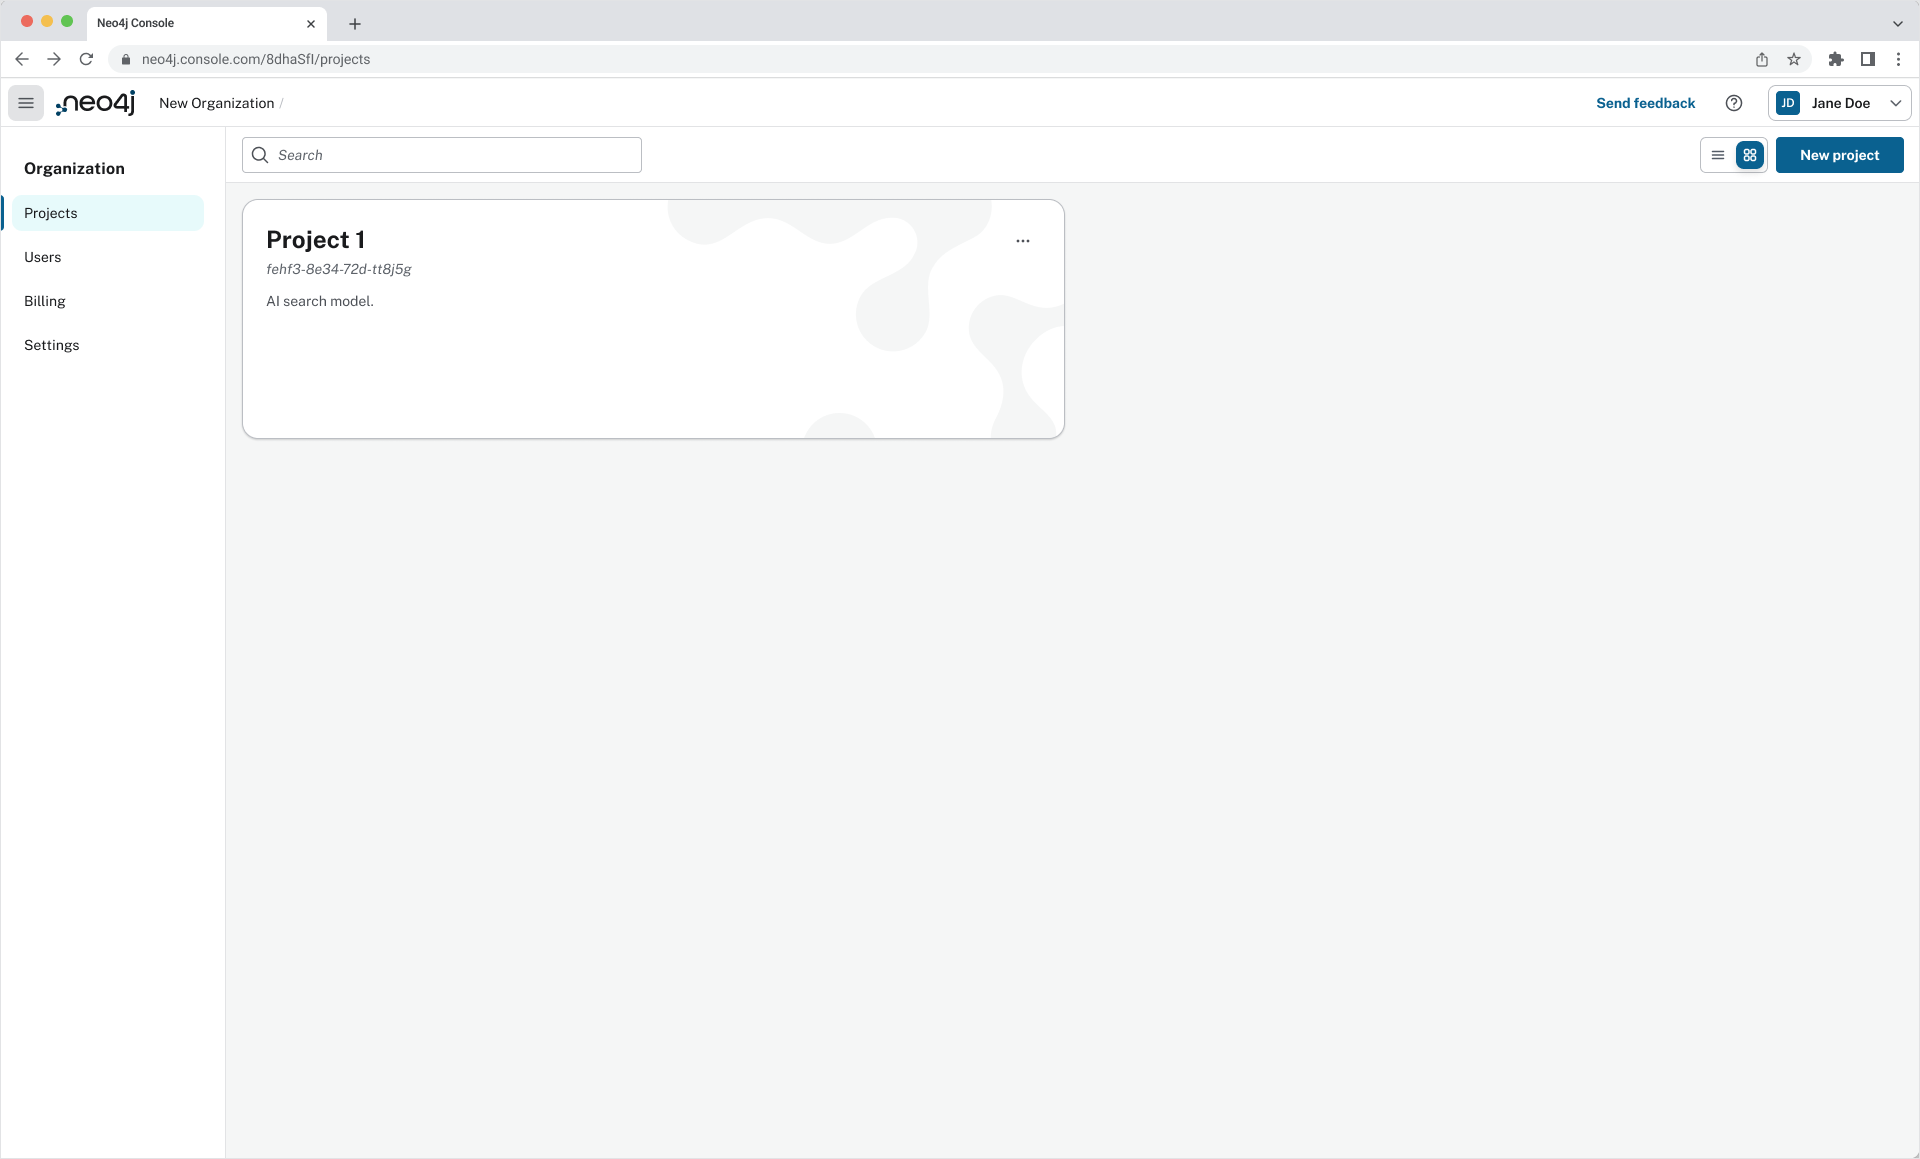 Neo4j Console
neo4j.console.com/8dhaSfl/projects
neo4j
New Organization /
Send feedback
JD
Jane Doe
Organization
Projects
Users
Billing
Settings
Search
New project
Project 1
fehf3-8e34-72d-tt8j5g
AI search model.